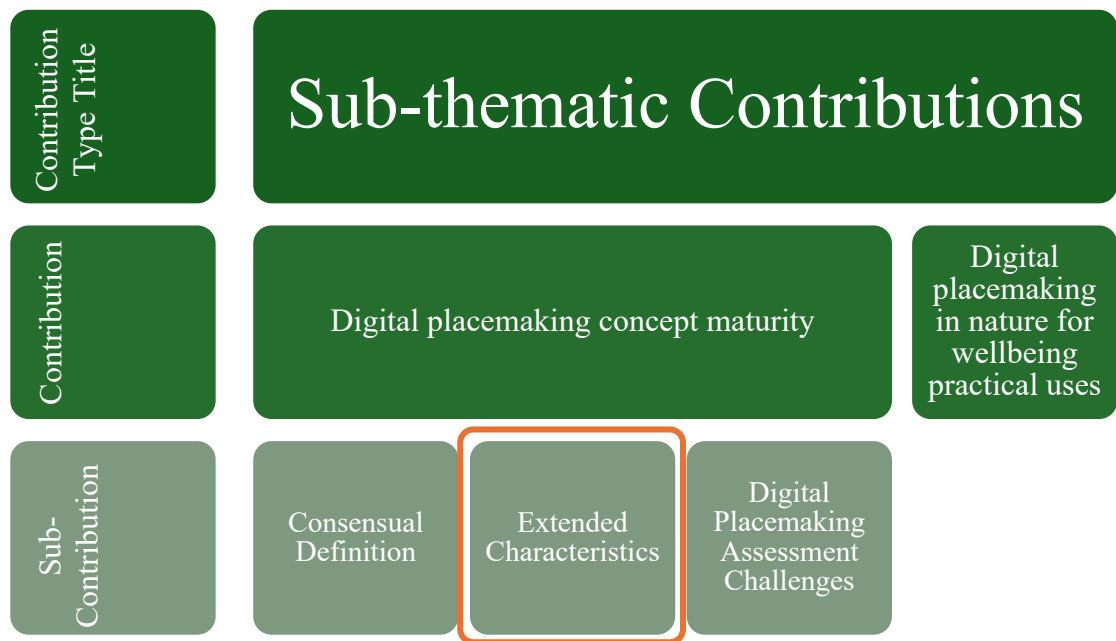 Contribution
Type Title
Sub-thematic Contributions
Contribution
Digital placemaking concept maturity
Digital
placemaking
in nature for
wellbeing
practical uses
Sub-
Contribution
Consensual
Definition
Extended
Characteristics
Digital
Placemaking
Assessment
Challenges